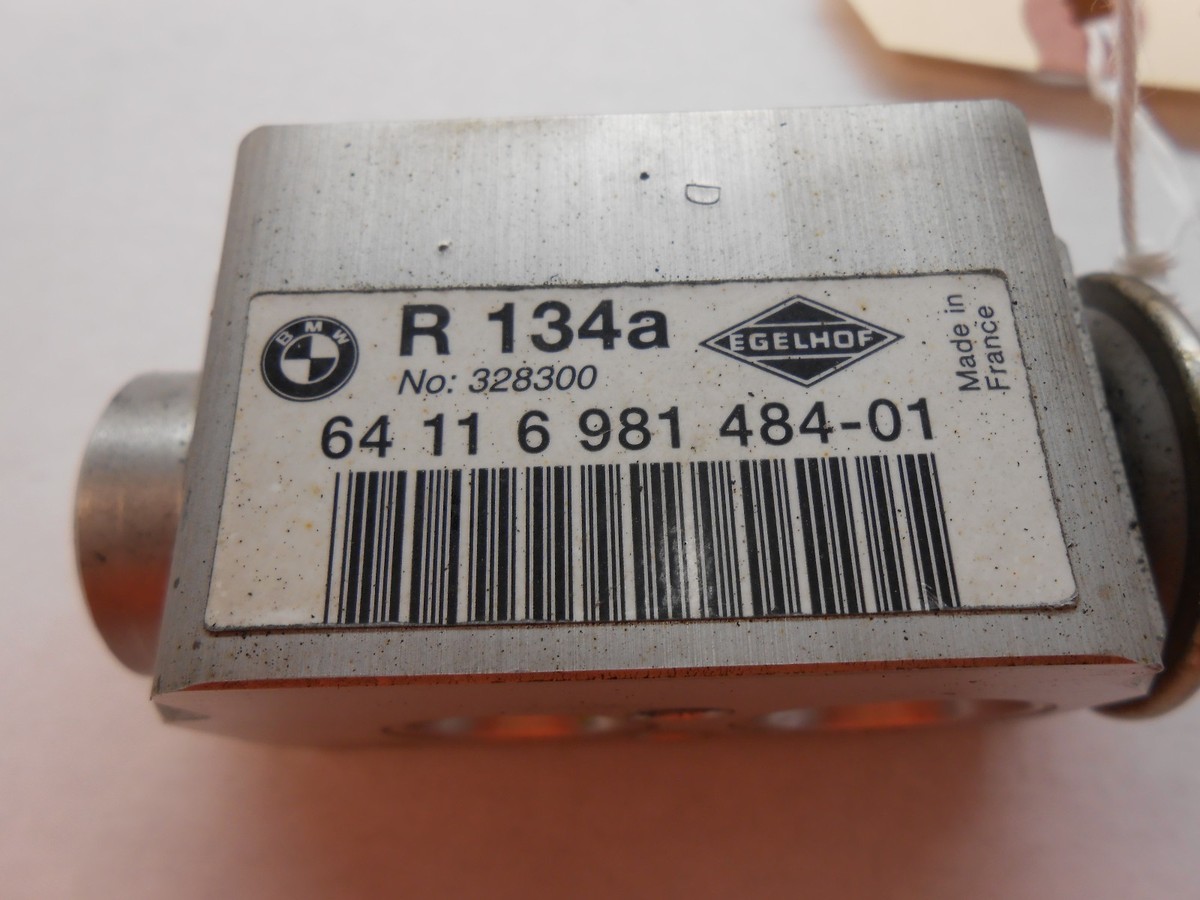 BMW
R 134a
No: 328300
EGELHOF
Made in
France
64 11 6 981 484-01
D